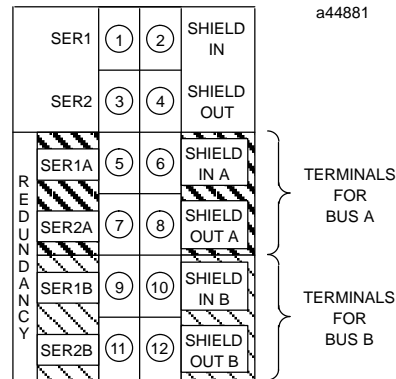 a44881
SER1 1 2 SHIELD
IN
SER2 3 4 SHIELD
OUT
REDUNDANCY
SER1A 5 6 SHIELD
IN A
SER2A 7 8 SHIELD
OUT A
TERMINALS
FOR
BUS A
SER1B 9 10 SHIELD
IN B
SER2B 11 12 SHIELD
OUT B
TERMINALS
FOR
BUS B